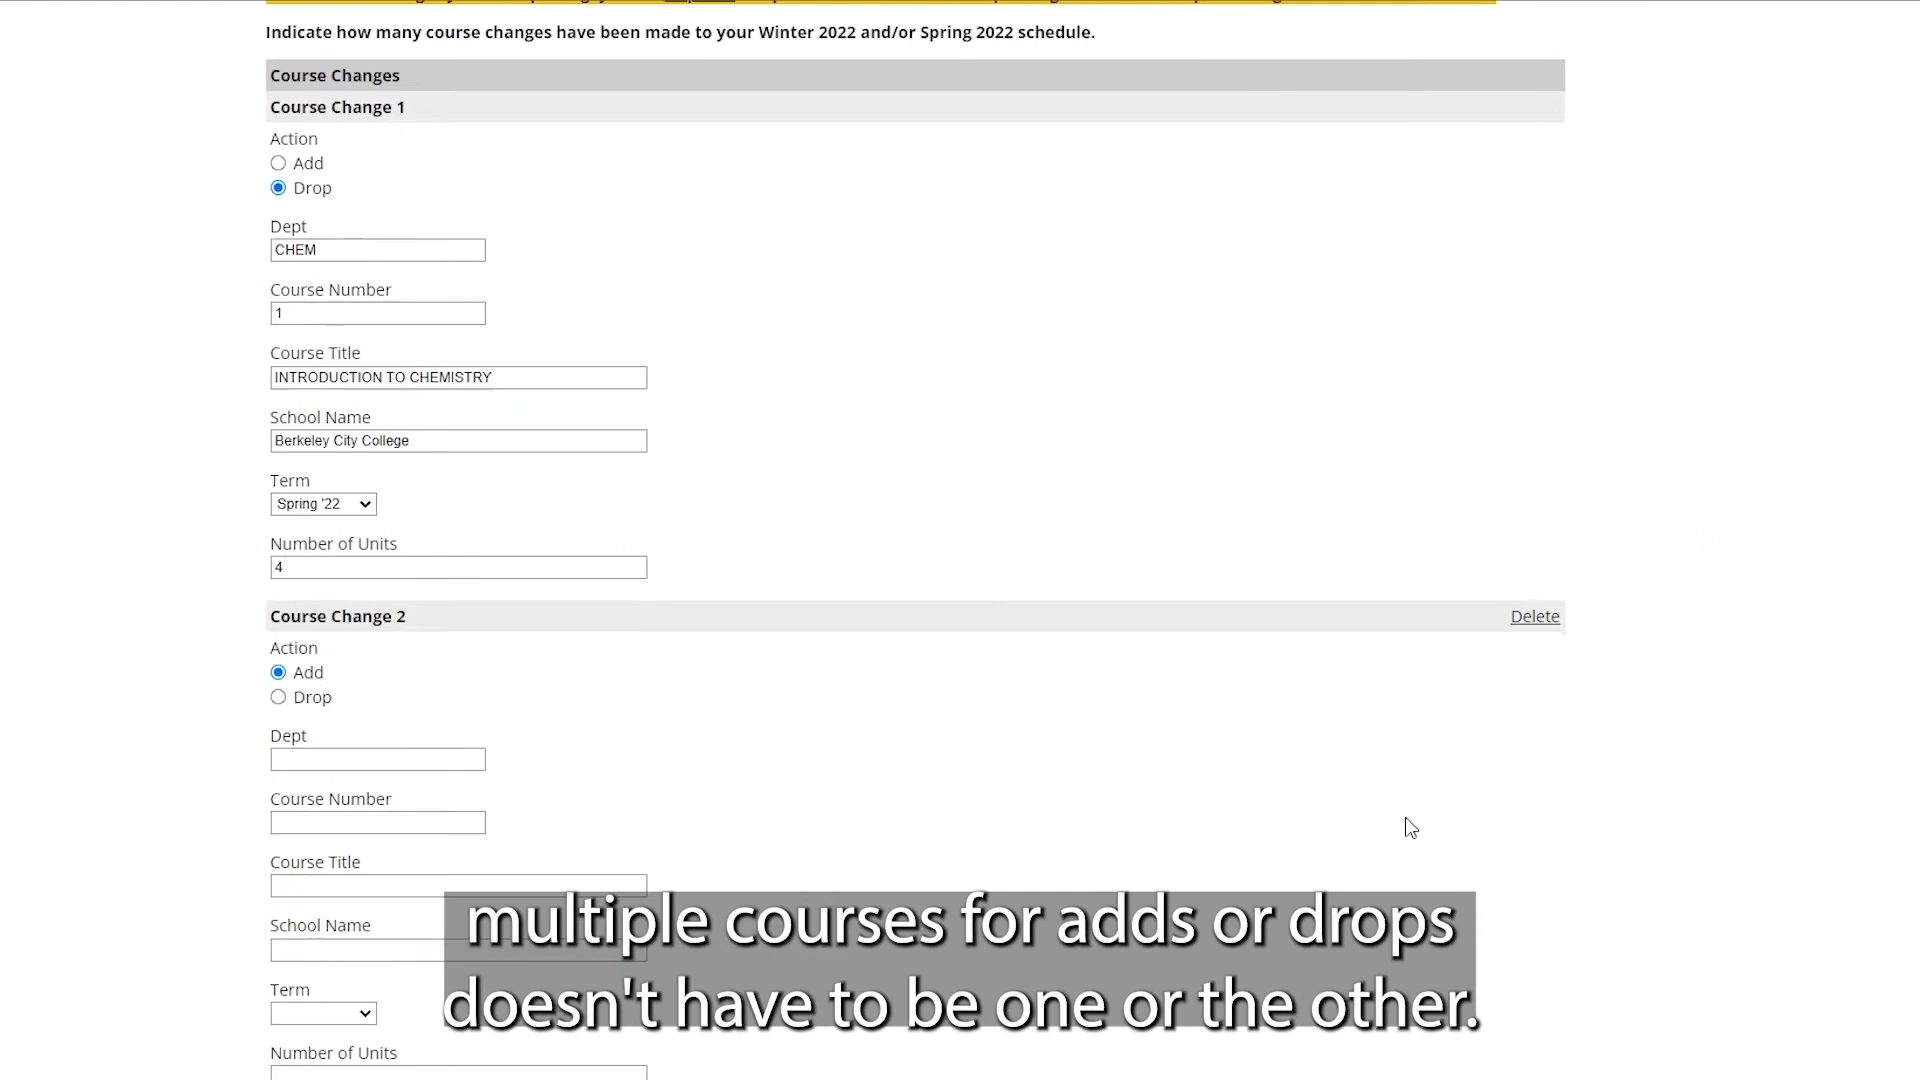 Indicate how many course changes have been made to your Winter 2022 and/or Spring 2022 schedule.
Course Changes
Course Change 1
Action
Add
Drop
Dept
CHEM
Course Number
1
Course Title
INTRODUCTION TO CHEMISTRY
School Name
Berkeley City College
Term
Spring '22
Number of Units
4
Course Change 2 Delete
Action
Add
Drop
Dept
Course Number
Course Title
School Name
Term
Number of Units
multiple courses for adds or drops
doesn't have to be one or the other.